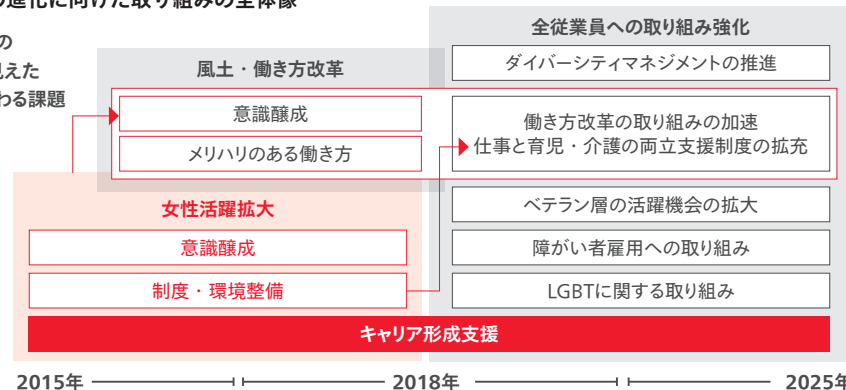 の進化に向けた取り組みの全体像
の
見えた
わる課題
風土・働き方改革
意識醸成
メリハリのある働き方
女性活躍拡大
意識醸成
制度・環境整備
全従業員への取り組み強化
ダイバーシティマネジメントの推進
働き方改革の取り組みの加速
仕事と育児・介護の両立支援制度の拡充
ベテラン層の活躍機会の拡大
障がい者雇用への取り組み
LGBTに関する取り組み
キャリア形成支援
2015年
2018年
2025年